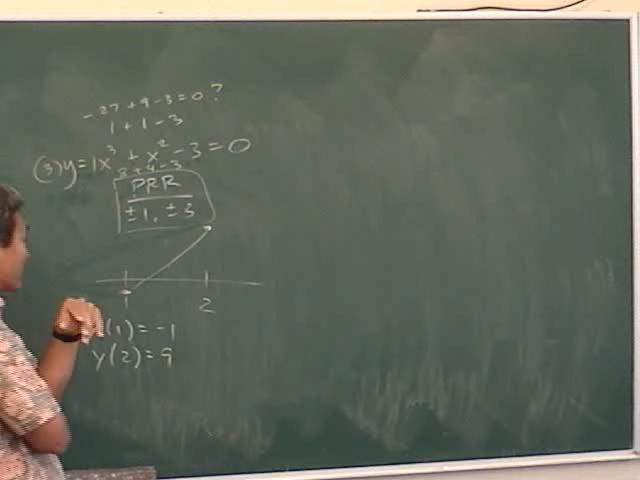 -27 + 9 - 3 = 0 ?
1 + 1 - 3
(3) y = 1x³ + x² - 3 = 0
8 + 4 - 3
PRR
±1, ±3
1 2
(1) = -1
y(2) = 9